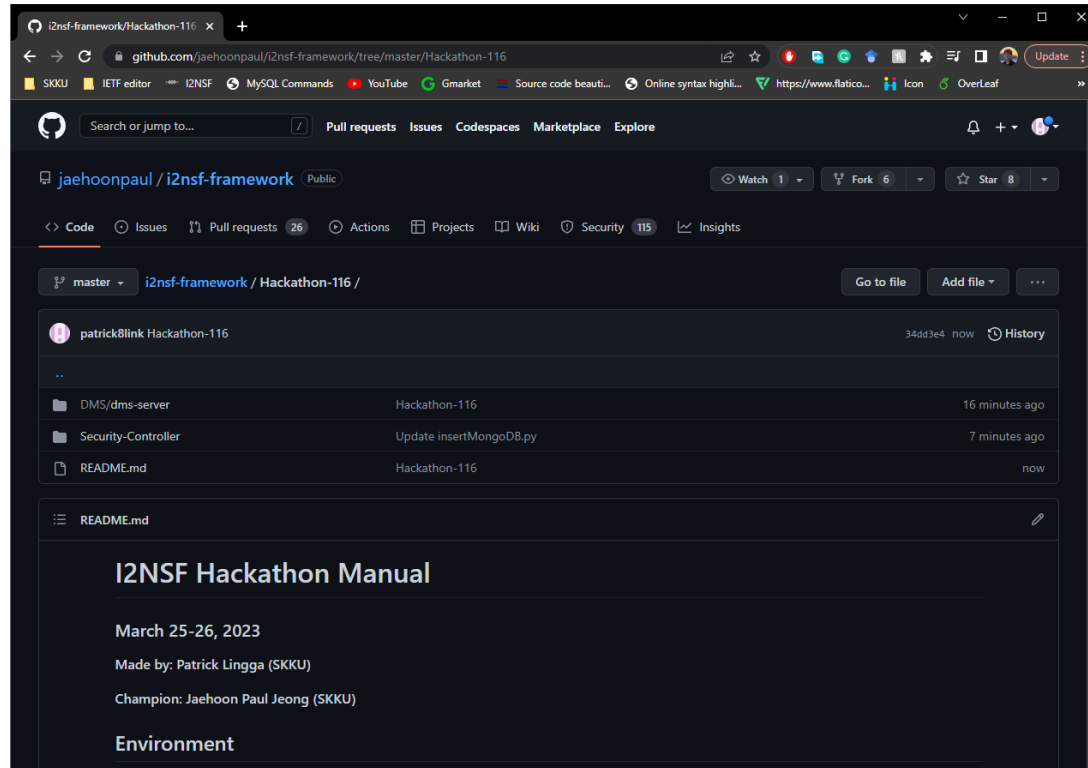 i2nsf-framework/Hackathon-116
github.com/jaehoonpaul/i2nsf-framework/tree/master/Hackathon-116 Update
SKKU IETF editor I2NSF MySQL Commands YouTube Gmarket Source code beauti... Online syntax highli... https://www.flatico... Icon OverLeaf »
Search or jump to... / Pull requests Issues Codespaces Marketplace Explore
jaehoonpaul / i2nsf-framework Public Watch 1 Fork 6 Star 8
<> Code Issues Pull requests 26 Actions Projects Wiki Security 115 Insights
master i2nsf-framework / Hackathon-116 / Go to file Add file ...
patrick8link Hackathon-116 34dd3e4 now History
..
DMS/dms-server Hackathon-116 16 minutes ago
Security-Controller Update insertMongoDB.py 7 minutes ago
README.md Hackathon-116 now
README.md
I2NSF Hackathon Manual
March 25-26, 2023
Made by: Patrick Lingga (SKKU)
Champion: Jaehoon Paul Jeong (SKKU)
Environment